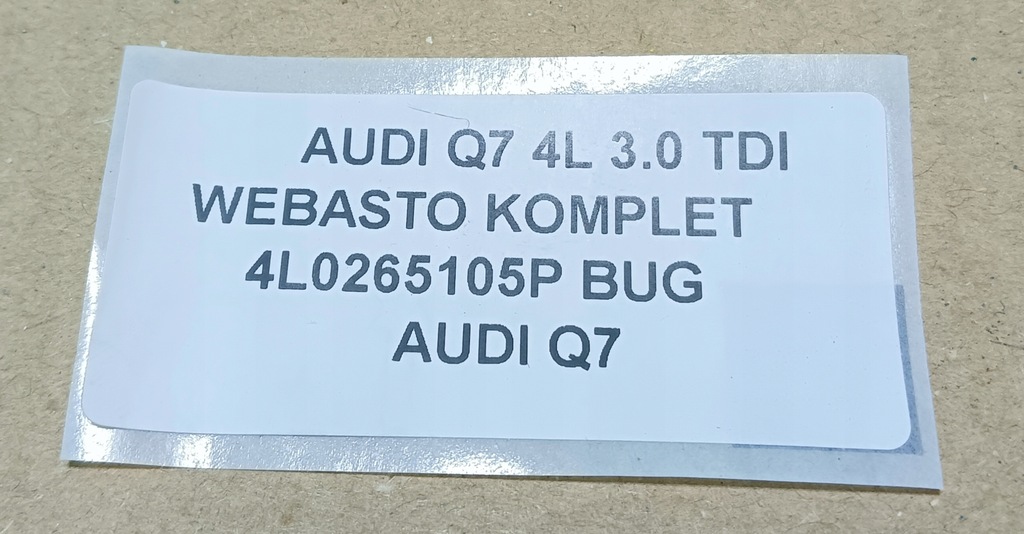 AUDI Q7 4L 3.0 TDI
WEBASTO KOMPLET
4L0265105P BUG
AUDI Q7